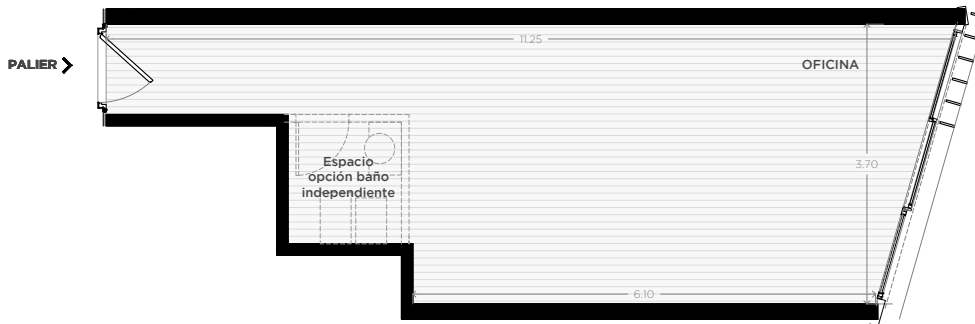 11.25
PALIER
OFICINA
Espacio
opción baño
independiente
3.70
6.10